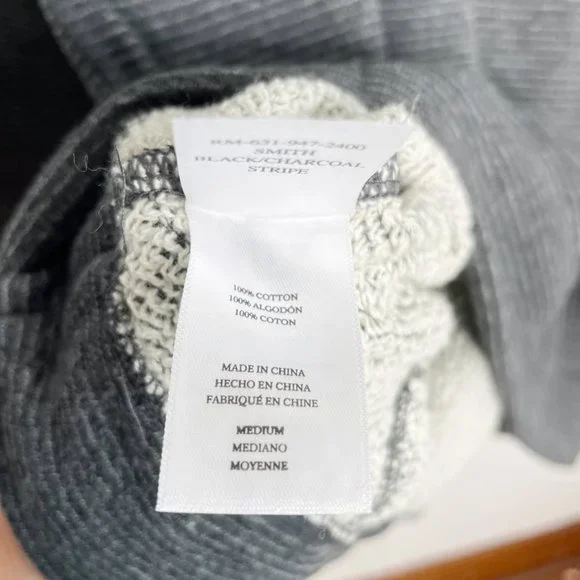 RM-631-947-2400
SMITH
BLACK/CHARCOAL
STRIPE
100% COTTON
100% ALGODÓN
100% COTON
MADE IN CHINA
HECHO EN CHINA
FABRIQUÉ EN CHINE
MEDIUM
MEDIANO
MOYENNE